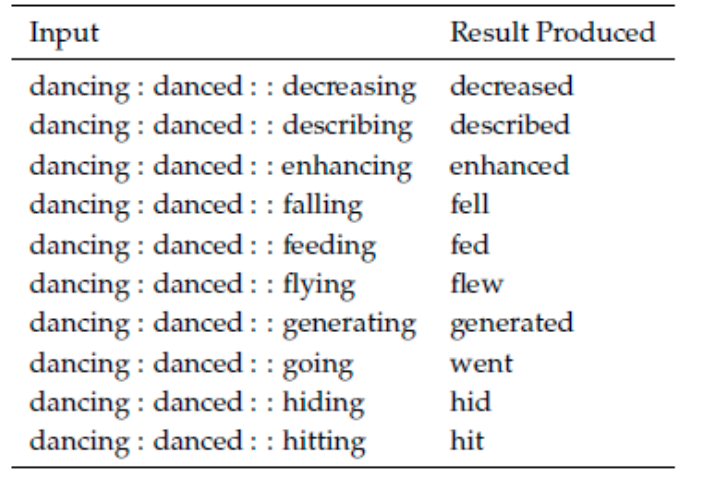 Input Result Produced
dancing : danced : : decreasing decreased
dancing : danced : : describing described
dancing : danced : : enhancing enhanced
dancing : danced : : falling fell
dancing : danced : : feeding fed
dancing : danced : : flying flew
dancing : danced : : generating generated
dancing : danced : : going went
dancing : danced : : hiding hid
dancing : danced : : hitting hit